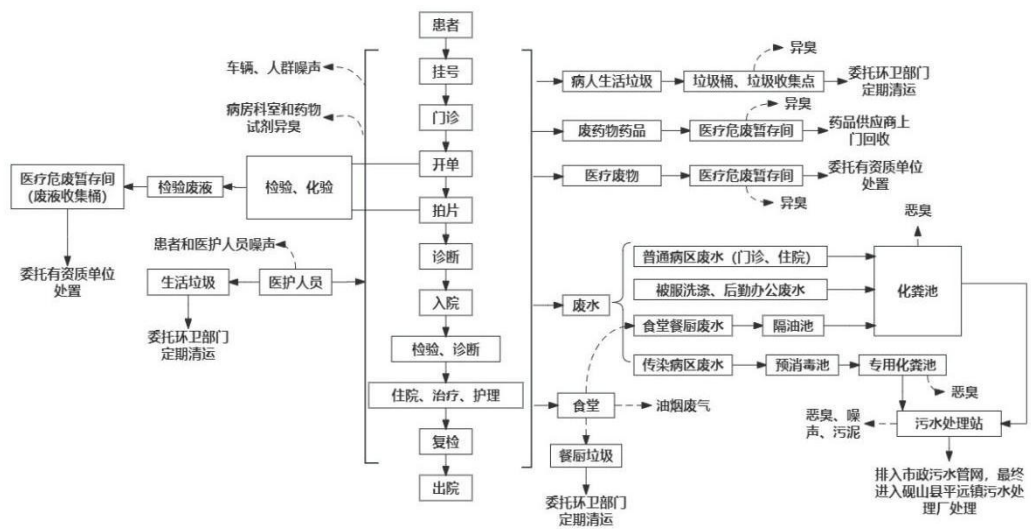 患者
挂号
门诊
开单
拍片
诊断
入院
检验、诊断
住院、治疗、护理
复检
出院
车辆、人群噪声
病房科室和药物
试剂异臭
检验、化验
检验废液
医疗危废暂存间
(废液收集桶)
委托有资质单位
处置
患者和医护人员噪声
医护人员
生活垃圾
委托环卫部门
定期清运
病人生活垃圾
垃圾桶、垃圾收集点
异臭
委托环卫部门
定期清运
废药物药品
医疗危废暂存间
异臭
药品供应商上
门回收
医疗废物
医疗危废暂存间
异臭
委托有资质单位
处置
废水
普通病区废水（门诊、住院）
被服洗涤、后勤办公废水
食堂餐厨废水
隔油池
化粪池
恶臭
传染病区废水
预消毒池
专用化粪池
恶臭
食堂
油烟废气
餐厨垃圾
委托环卫部门
定期清运
恶臭、噪
声、污泥
污水处理站
排入市政污水管网，最终
进入砚山县平远镇污水处
理厂处理